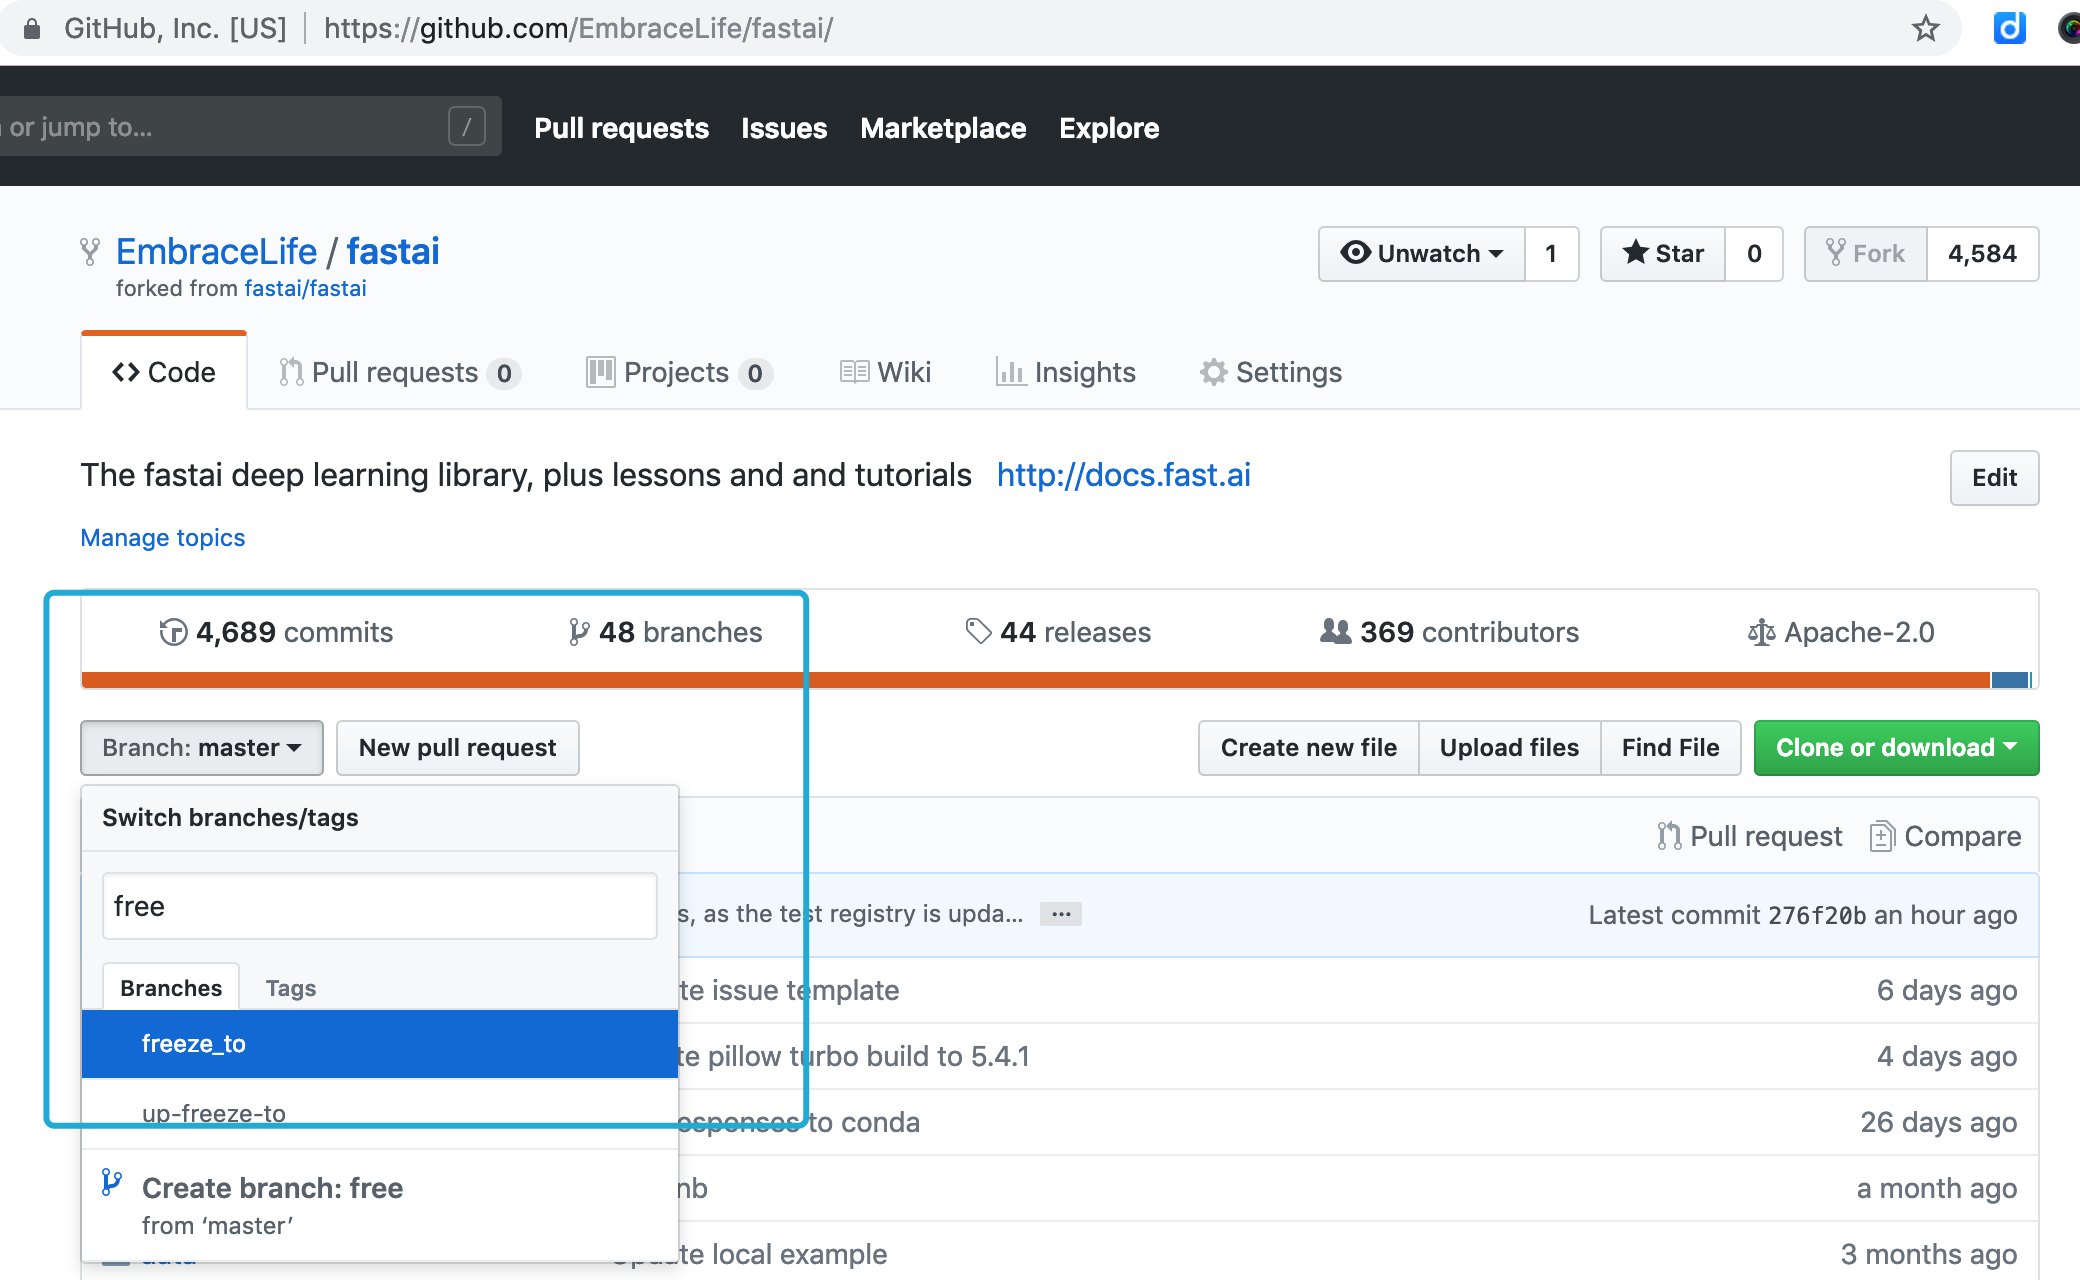 GitHub, Inc. [US] https://github.com/EmbraceLife/fastai/
or jump to... /
Pull requests Issues Marketplace Explore
EmbraceLife / fastai
forked from fastai/fastai
Unwatch 1 Star 0 Fork 4,584
Code Pull requests 0 Projects 0 Wiki Insights Settings
The fastai deep learning library, plus lessons and and tutorials http://docs.fast.ai
Edit
Manage topics
4,689 commits 48 branches 44 releases 369 contributors Apache-2.0
Branch: master New pull request Create new file Upload files Find File Clone or download
Switch branches/tags
Pull request Compare
free
s, as the test registry is upda... ... Latest commit 276f20b an hour ago
Branches Tags
te issue template 6 days ago
freeze_to
te pillow turbo build to 5.4.1 4 days ago
up-freeze-to
esponses to conda 26 days ago
Create branch: free
from ‘master’
nb a month ago
data Update local example 3 months ago